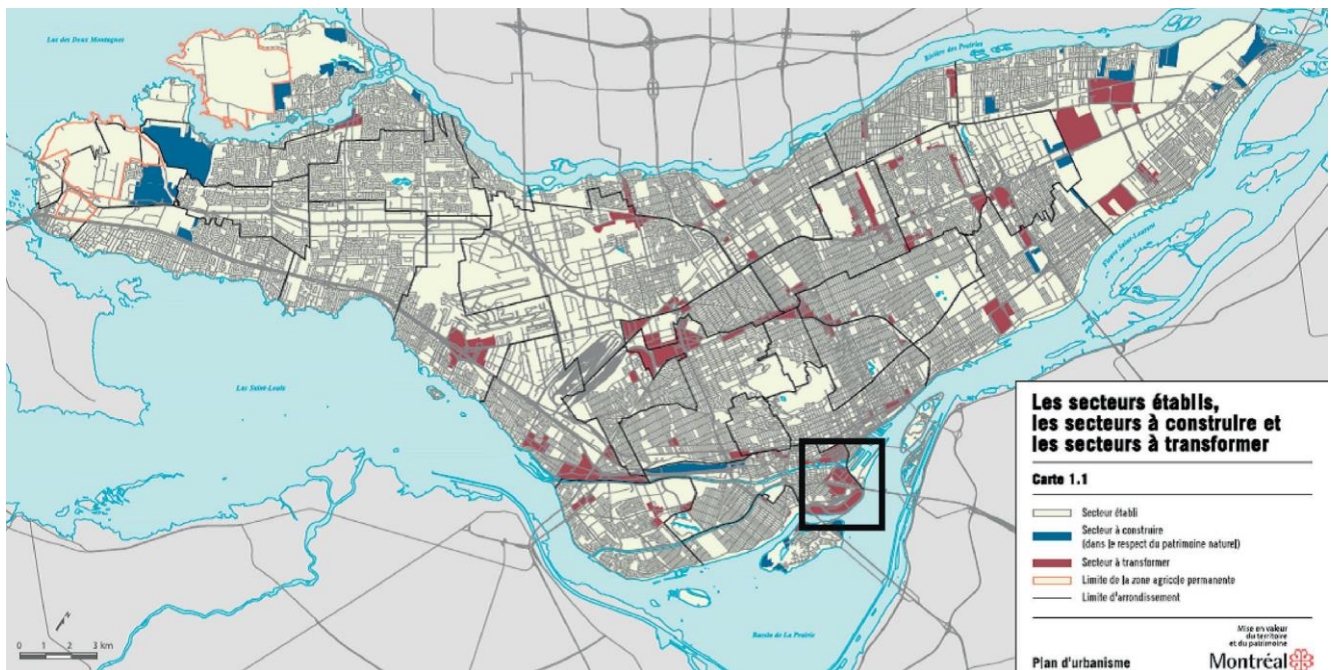 Lac des Deux Montagnes
Rivière des Prairies
Fleuve Saint-Laurent
Lac Saint-Louis
Bassin de La Prairie
0 1 2 3 km
Les secteurs établis,
les secteurs à construire et
les secteurs à transformer
Carte 1.1
Secteur établi
Secteur à construire
(dans le respect du patrimoine naturel)
Secteur à transformer
Limite de la zone agricole permanente
Limite d'arrondissement
Mise en valeur
du territoire
et du patrimoine
Plan d'urbanisme
Montréal